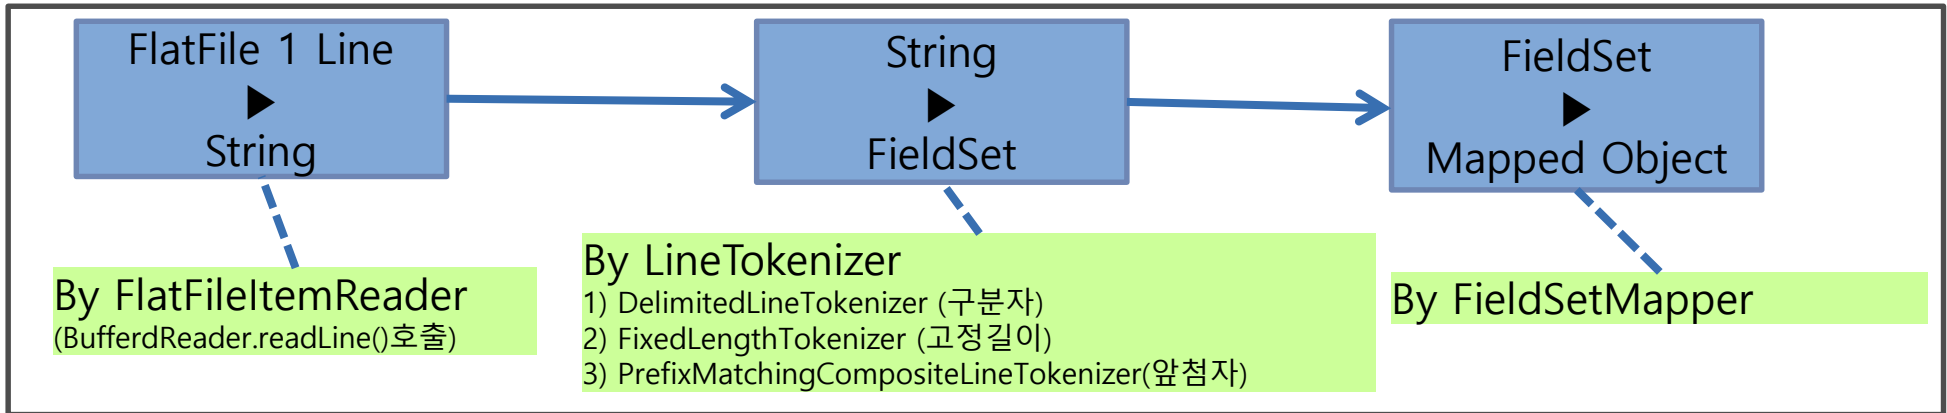 FlatFile 1 Line
▶
String
String
▶
FieldSet
FieldSet
▶
Mapped Object
By FlatFileItemReader
(BufferdReader.readLine()호출)
By LineTokenizer
1) DelimitedLineTokenizer (구분자)
2) FixedLengthTokenizer (고정길이)
3) PrefixMatchingCompositeLineTokenizer(앞첨자)
By FieldSetMapper